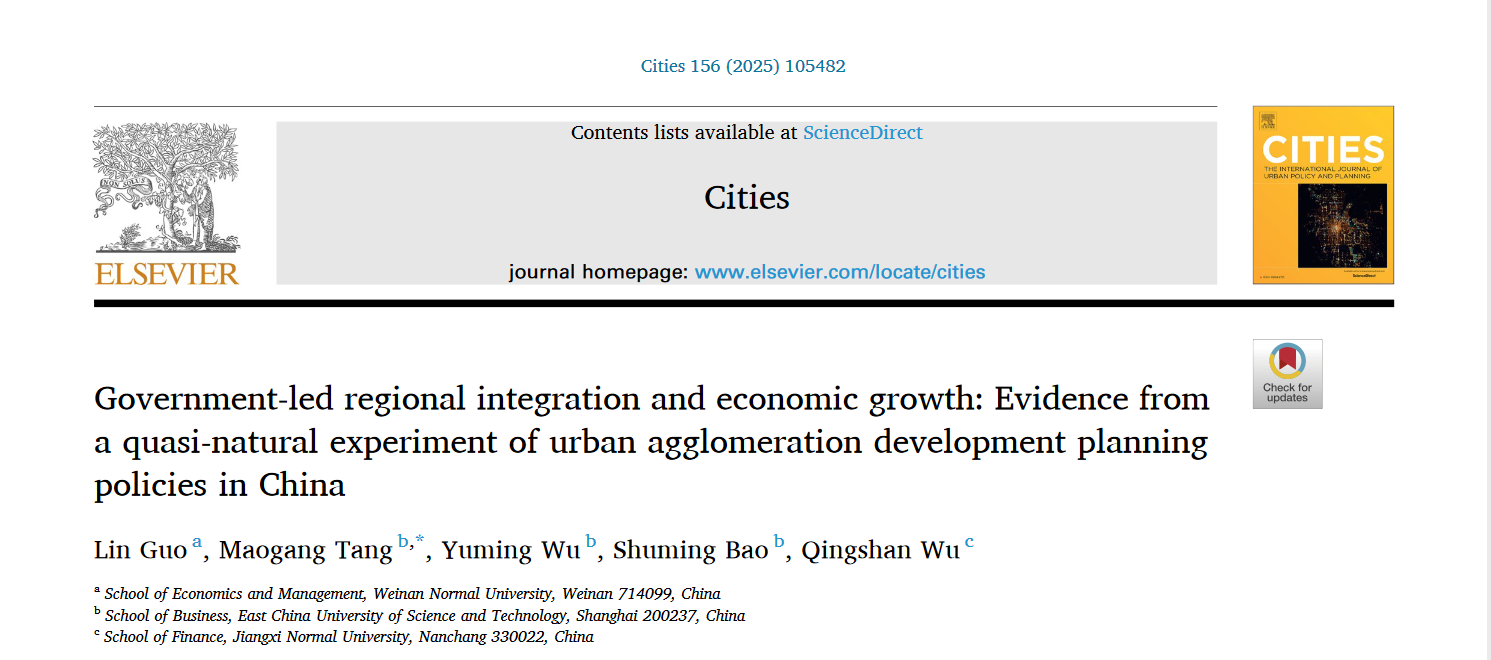 Cities 156 (2025) 105482
Contents lists available at ScienceDirect
Cities
journal homepage: www.elsevier.com/locate/cities
NON SOLUS
ELSEVIER
CITIES
THE INTERNATIONAL JOURNAL OF
URBAN POLICY AND PLANNING
ScienceDirect
Check for
updates
Government-led regional integration and economic growth: Evidence from
a quasi-natural experiment of urban agglomeration development planning
policies in China
Lin Guo a, Maogang Tang b,*, Yuming Wu b, Shuming Bao b, Qingshan Wu c
a School of Economics and Management, Weinan Normal University, Weinan 714099, China
b School of Business, East China University of Science and Technology, Shanghai 200237, China
c School of Finance, Jiangxi Normal University, Nanchang 330022, China